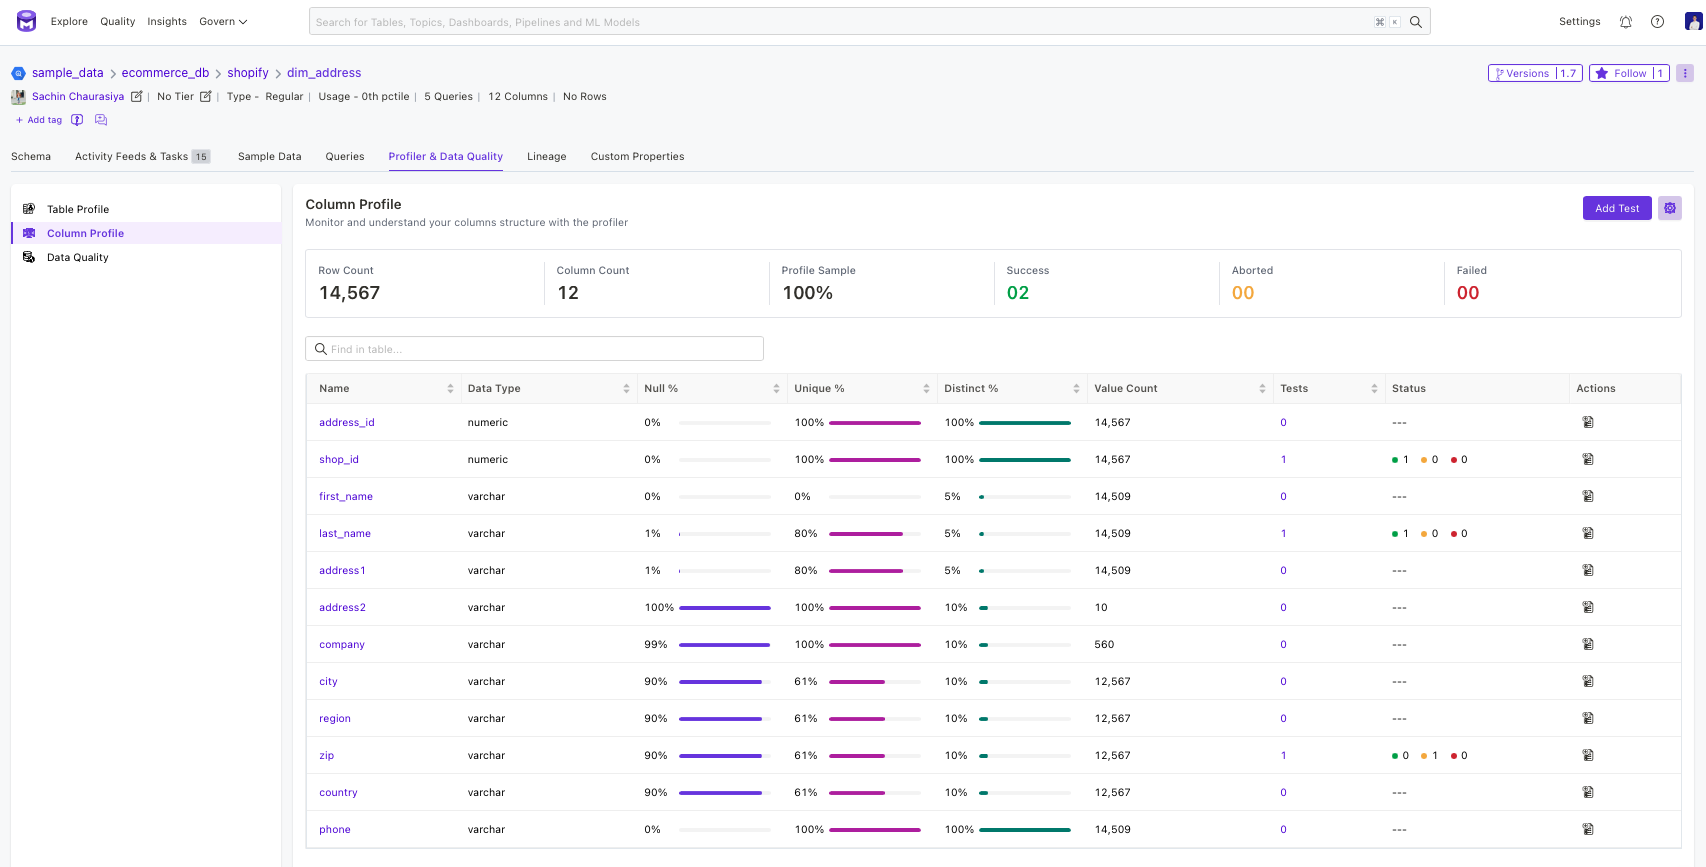 Explore Quality Insights Govern Search for Tables, Topics, Dashboards, Pipelines and ML Models ⌘ K Settings
sample_data > ecommerce_db > shopify > dim_address Versions | 1.7 Follow | 1
Sachin Chaurasiya | No Tier | Type - Regular | Usage - 0th pctile | 5 Queries | 12 Columns | No Rows
+ Add tag
Schema Activity Feeds & Tasks 15 Sample Data Queries Profiler & Data Quality Lineage Custom Properties
Table Profile
Column Profile
Data Quality
Column Profile
Monitor and understand your columns structure with the profiler
Add Test
Row Count Column Count Profile Sample Success Aborted Failed
14,567 12 100% 02 00 00
Find in table...
Name Data Type Null % Unique % Distinct % Value Count Tests Status Actions
address_id numeric 0% 100% 100% 14,567 0 ---
shop_id numeric 0% 100% 100% 14,567 1 1 0 0
first_name varchar 0% 0% 5% 14,509 0 ---
last_name varchar 1% 80% 5% 14,509 1 1 0 0
address1 varchar 1% 80% 5% 14,509 0 ---
address2 varchar 100% 100% 10% 10 0 ---
company varchar 99% 100% 10% 560 0 ---
city varchar 90% 61% 10% 12,567 0 ---
region varchar 90% 61% 10% 12,567 0 ---
zip varchar 90% 61% 10% 12,567 1 0 1 0
country varchar 90% 61% 10% 12,567 0 ---
phone varchar 0% 100% 100% 14,509 0 ---